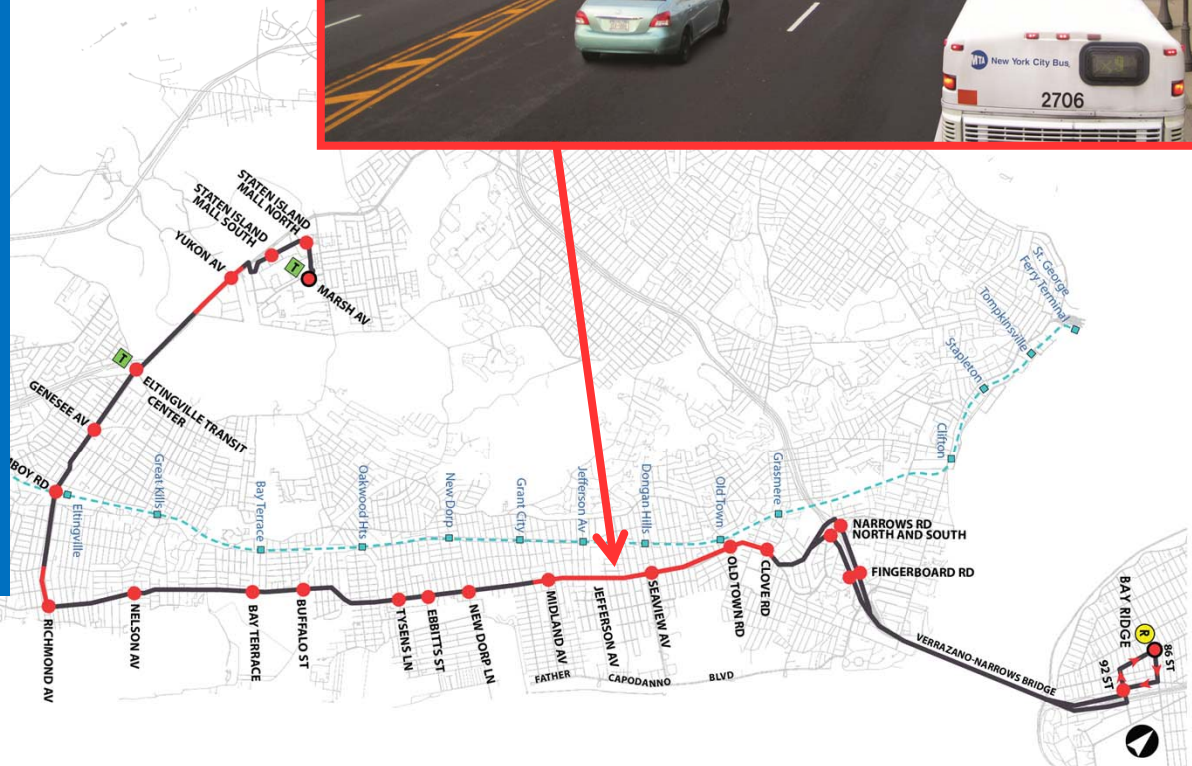 MTA New York City Bus
2706
STATEN ISLAND
MALL NORTH
STATEN ISLAND
MALL SOUTH
YUKON AV
T
MARSH AV
T
ELTINGVILLE TRANSIT
CENTER
GENESEE AV
BOY RD
Eltingville
Great Kills
Bay Terrace
Oakwood Hts
New Dorp
Grant City
Jefferson Av
Dongan Hills
Old Town
Grasmere
Clifton
Stapleton
Tompkinsville
St. George
Ferry Terminal
NARROWS RD
NORTH AND SOUTH
FINGERBOARD RD
RICHMOND AV
NELSON AV
BAY TERRACE
BUFFALO ST
TYSENS LN
EBBITTS ST
NEW DORP LN
MIDLAND AV
JEFFERSON AV
SEAVIEW AV
OLD TOWN RD
CLOVE RD
FATHER CAPODANNO BLVD
VERRAZANO-NARROWS BRIDGE
BAY RIDGE
R
86 ST
92 ST